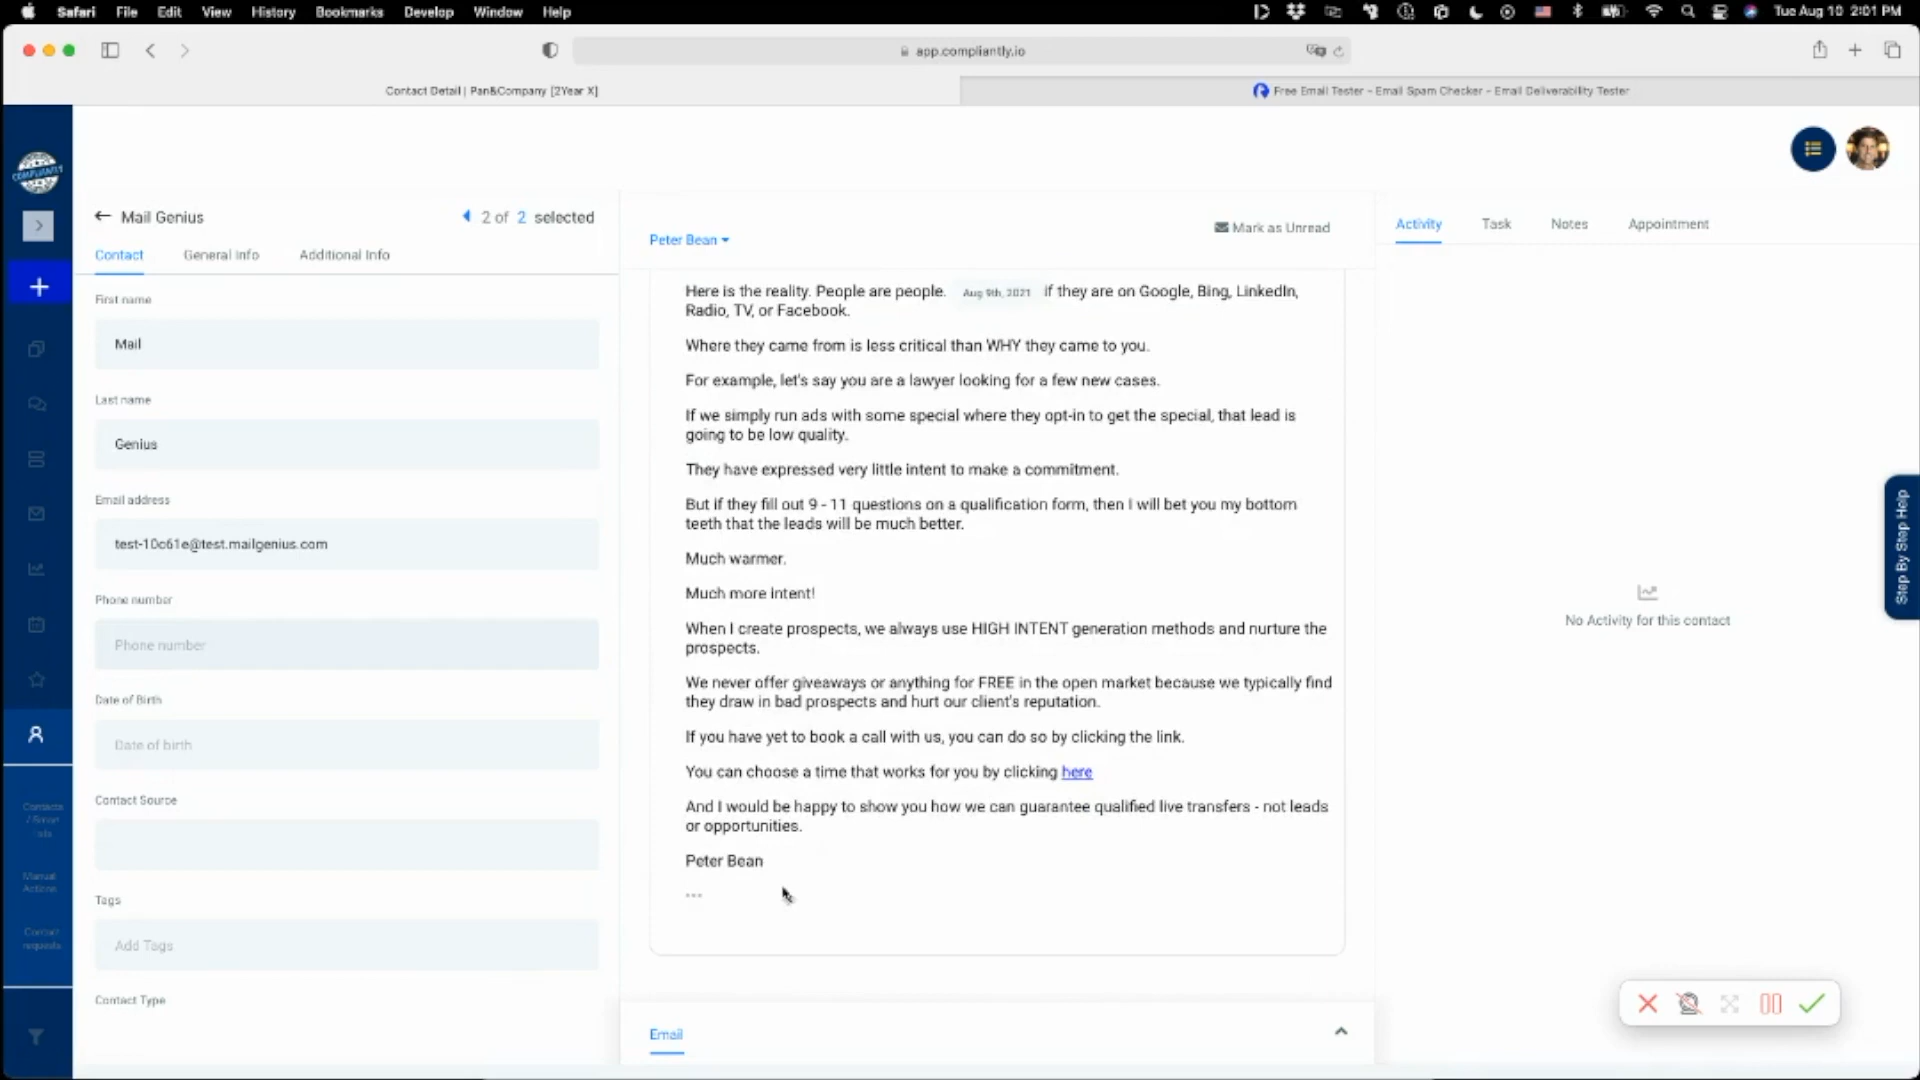 Safari File Edit View History Bookmarks Develop Window Help Tue Aug 10 2:01 PM
app.compliantly.io
Contact Detail | Pan&Company [2Year X]
Free Email Tester - Email Spam Checker - Email Deliverability Tester
COMPLIANTLY
Mail Genius
2 of 2 selected
Contact General Info Additional Info
First name
Mail
Last name
Genius
Email address
test-10c61e@test.mailgenius.com
Phone number
Phone number
Date of Birth
Date of birth
Contact Source
Tags
Add Tags
Contact Type
Contacts
/ Smart
Manual
Actions
Contact
requests
Peter Bean
Mark as Unread
Here is the reality. People are people. Aug 9th, 2021 if they are on Google, Bing, LinkedIn,
Radio, TV, or Facebook.
Where they came from is less critical than WHY they came to you.
For example, let's say you are a lawyer looking for a few new cases.
If we simply run ads with some special where they opt-in to get the special, that lead is
going to be low quality.
They have expressed very little intent to make a commitment.
But if they fill out 9 - 11 questions on a qualification form, then I will bet you my bottom
teeth that the leads will be much better.
Much warmer.
Much more intent!
When I create prospects, we always use HIGH INTENT generation methods and nurture the
prospects.
We never offer giveaways or anything for FREE in the open market because we typically find
they draw in bad prospects and hurt our client's reputation.
If you have yet to book a call with us, you can do so by clicking the link.
You can choose a time that works for you by clicking here
And I would be happy to show you how we can guarantee qualified live transfers - not leads
or opportunities.
Peter Bean
---
Email
Activity Task Notes Appointment
No Activity for this contact
Step By Step Help